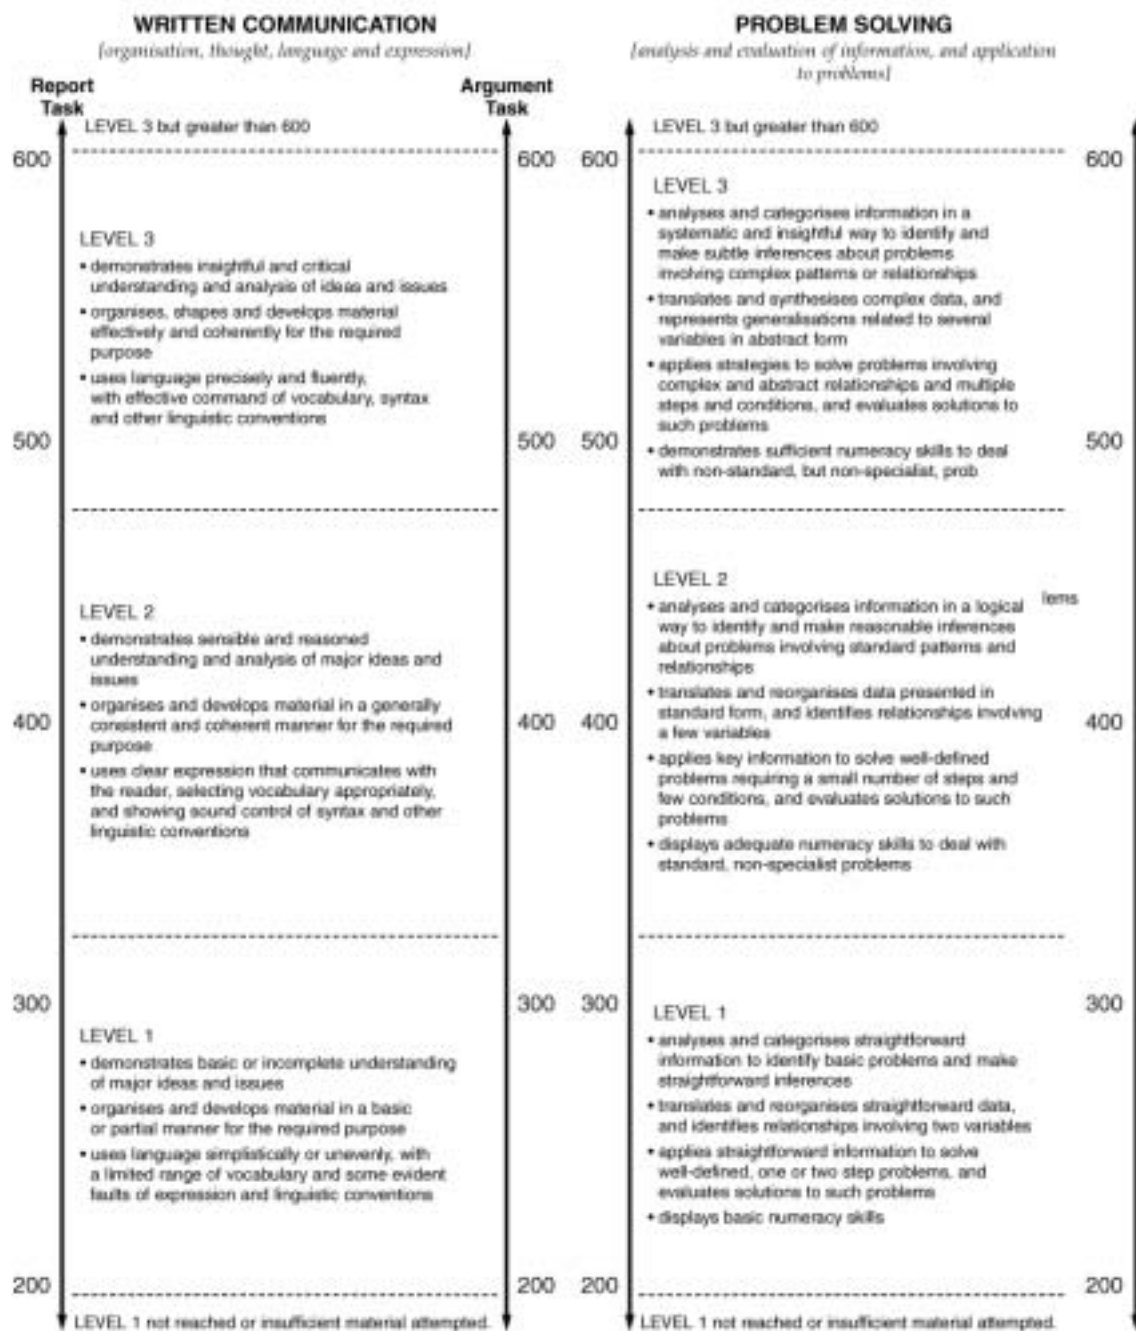 WRITTEN COMMUNICATION
[organisation, thought, language and expression]
Report
Task
Argument
Task
LEVEL 3 but greater than 600
600
600
LEVEL 3
• demonstrates insightful and critical
understanding and analysis of ideas and issues
• organises, shapes and develops material
effectively and coherently for the required
purpose
• uses language precisely and fluently,
with effective command of vocabulary, syntax
and other linguistic conventions
500
500
LEVEL 2
• demonstrates sensible and reasoned
understanding and analysis of major ideas and
issues
• organises and develops material in a generally
consistent and coherent manner for the required
purpose
• uses clear expression that communicates with
the reader, selecting vocabulary appropriately,
and showing sound control of syntax and other
linguistic conventions
400
400
300
300
LEVEL 1
• demonstrates basic or incomplete understanding
of major ideas and issues
• organises and develops material in a basic
or partial manner for the required purpose
• uses language simplistically or unevenly, with
a limited range of vocabulary and some evident
faults of expression and linguistic conventions
200
200
LEVEL 1 not reached or insufficient material attempted.
PROBLEM SOLVING
[analysis and evaluation of information, and application
to problems]
LEVEL 3 but greater than 600
600
600
LEVEL 3
• analyses and categorises information in a
systematic and insightful way to identify and
make subtle inferences about problems
involving complex patterns or relationships
• translates and synthesises complex data, and
represents generalisations related to several
variables in abstract form
• applies strategies to solve problems involving
complex and abstract relationships and multiple
steps and conditions, and evaluates solutions to
such problems
500
500
• demonstrates sufficient numeracy skills to deal
with non-standard, but non-specialist, prob
LEVEL 2
lems
• analyses and categorises information in a logical
way to identify and make reasonable inferences
about problems involving standard patterns and
relationships
• translates and reorganises data presented in
standard form, and identifies relationships involving
a few variables
400
400
• applies key information to solve well-defined
problems requiring a small number of steps and
few conditions, and evaluates solutions to such
problems
• displays adequate numeracy skills to deal with
standard, non-specialist problems
300
300
LEVEL 1
• analyses and categorises straightforward
information to identify basic problems and make
straightforward inferences
• translates and reorganises straightforward data,
and identifies relationships involving two variables
• applies straightforward information to solve
well-defined, one or two step problems, and
evaluates solutions to such problems
• displays basic numeracy skills
200
200
LEVEL 1 not reached or insufficient material attempted.